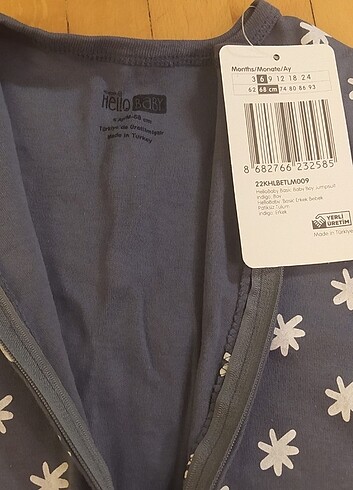 HELLO BABY
6 Ay/M-68 cm
Türkiye'de Üretilmiştir
Made in Turkey
Months/Monate/Ay
3 6 9 12 18 24
62 68 cm 74 80 86 93
8 682766 232585
22KHLBETLM009
HelloBaby Basic Baby Boy Jumpsuit
Indigo, Boy
HelloBaby Basic Erkek Bebek
Patiksiz Tulum
Indigo, Erkek
YERLİ
ÜRETİM
Made in Türkiye